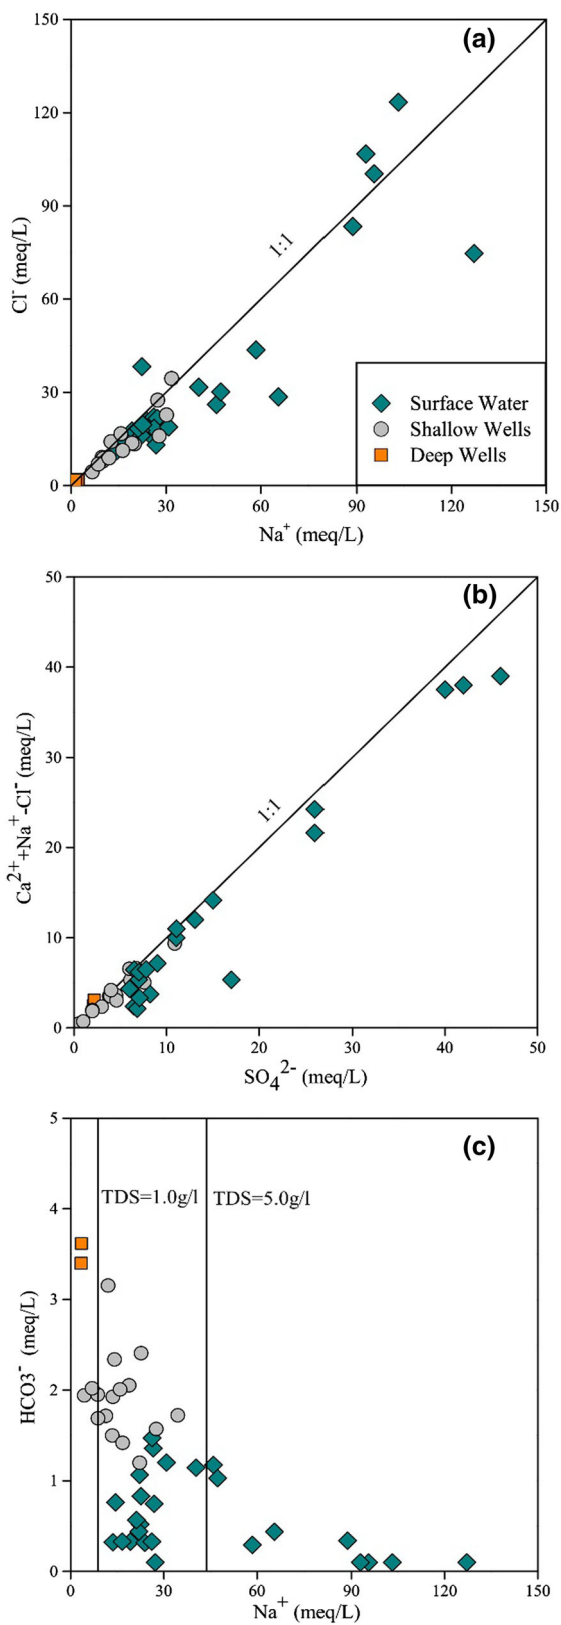 (a)
150
120
90
60
30
0
Cl⁻ (meq/L)
1:1
Surface Water
Shallow Wells
Deep Wells
0 30 60 90 120 150
Na⁺ (meq/L)
(b)
50
40
30
20
10
0
Ca²⁺+Na⁺-Cl⁻ (meq/L)
1:1
0 10 20 30 40 50
SO₄²⁻ (meq/L)
(c)
5
4
3
2
1
0
HCO3⁻ (meq/L)
TDS=1.0g/l TDS=5.0g/l
0 30 60 90 120 150
Na⁺ (meq/L)